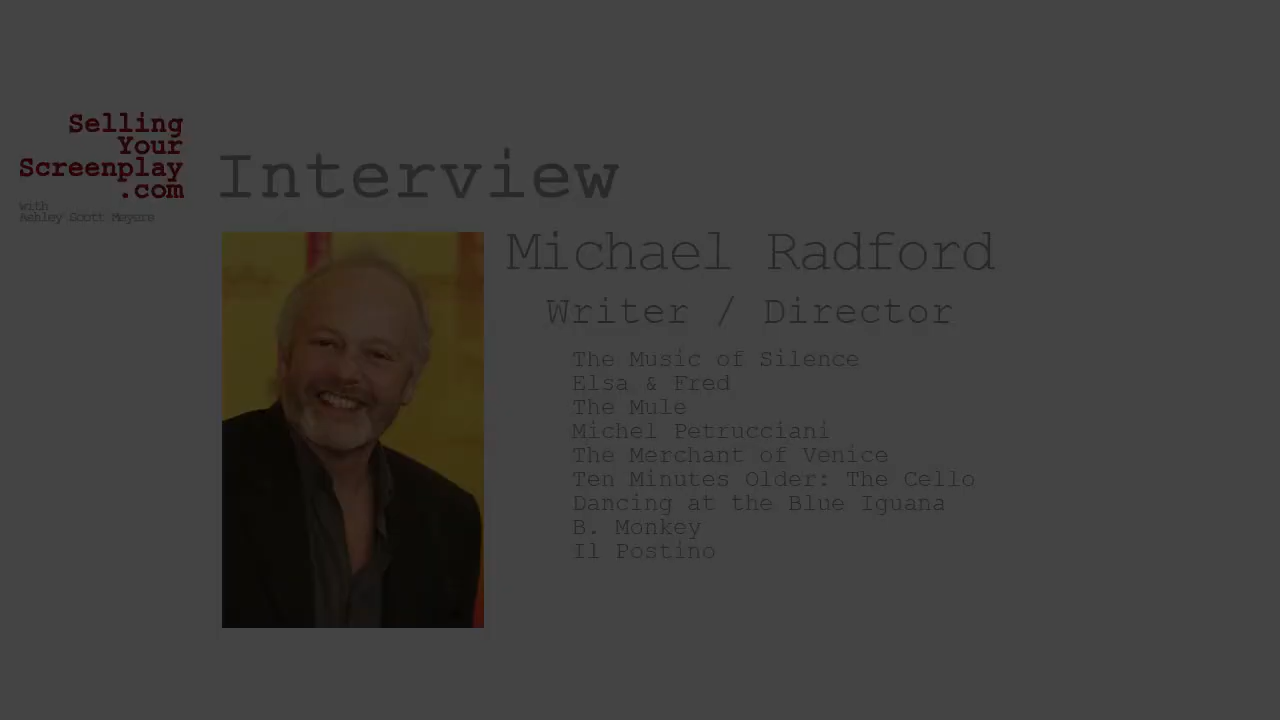 Selling
Your
Screenplay
.com
with
Ashley Scott Meyers
Interview
Michael Radford
Writer / Director
The Music of Silence
Elsa & Fred
The Mule
Michel Petrucciani
The Merchant of Venice
Ten Minutes Older: The Cello
Dancing at the Blue Iguana
B. Monkey
Il Postino